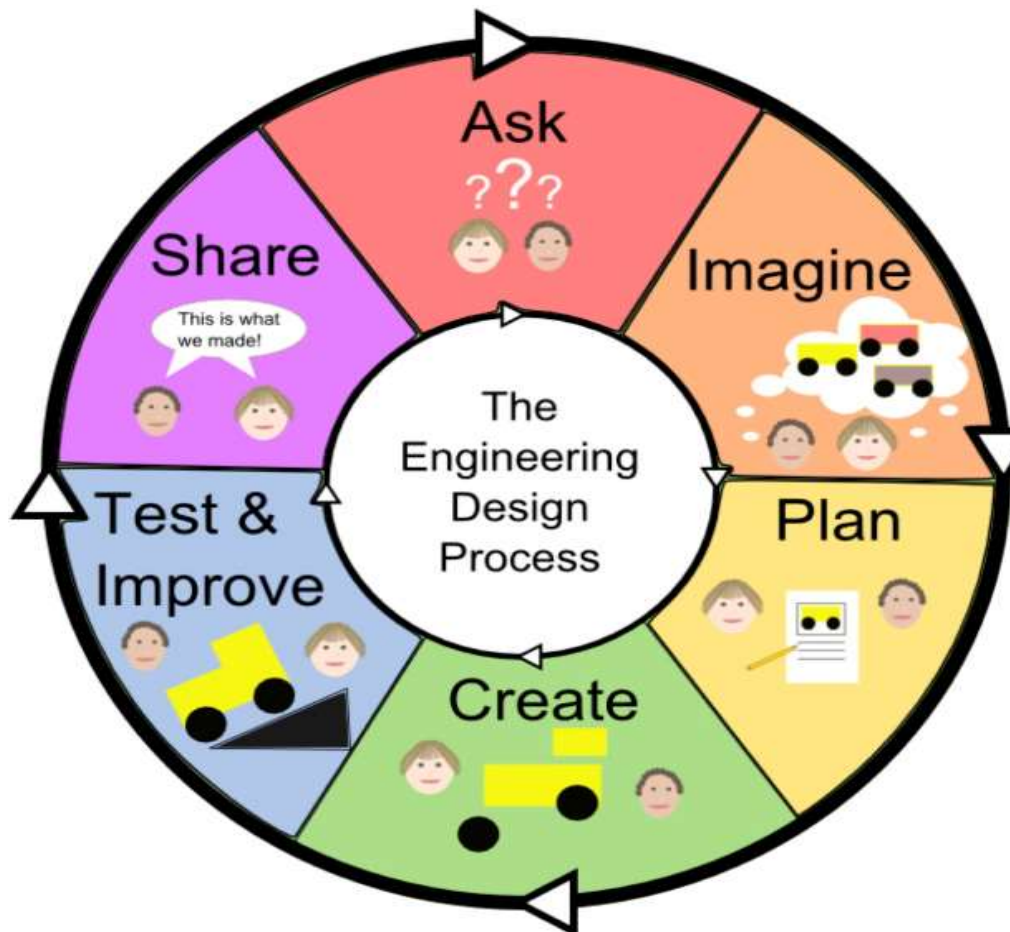 Ask
???
Imagine
Plan
Create
Test &
Improve
Share
This is what
we made!
The
Engineering
Design
Process